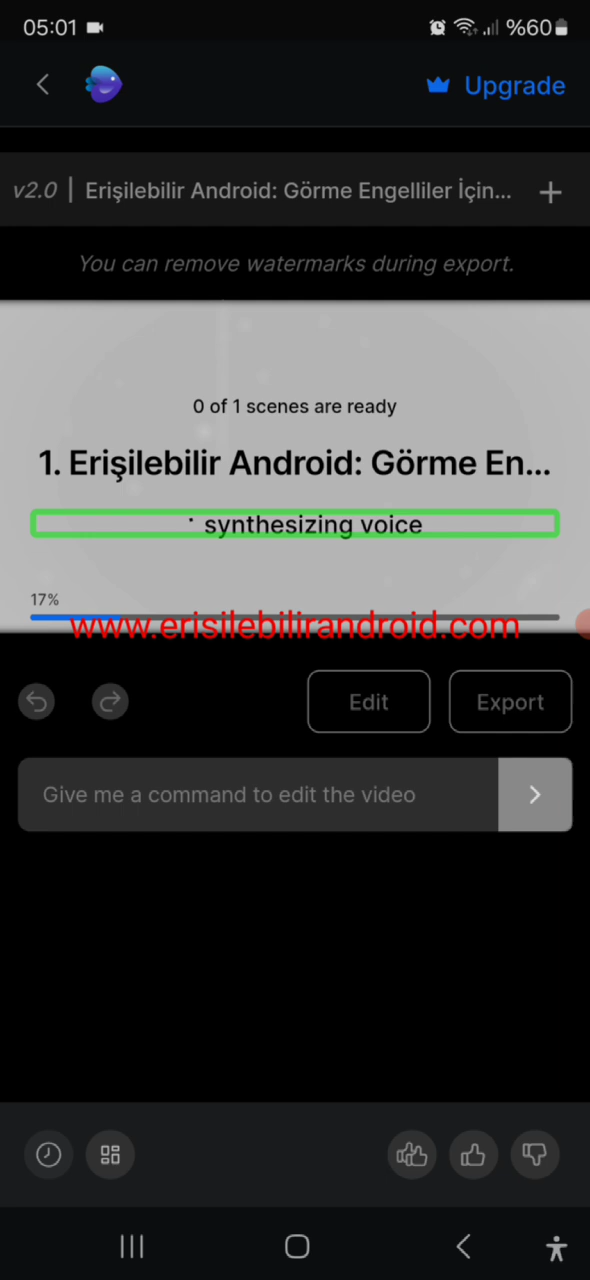 05:01 %60
Upgrade
v2.0 | Erişilebilir Android: Görme Engelliler İçin...
You can remove watermarks during export.
0 of 1 scenes are ready
1. Erişilebilir Android: Görme En...
synthesizing voice
17%
www.erisilebilirandroid.com
Edit Export
Give me a command to edit the video